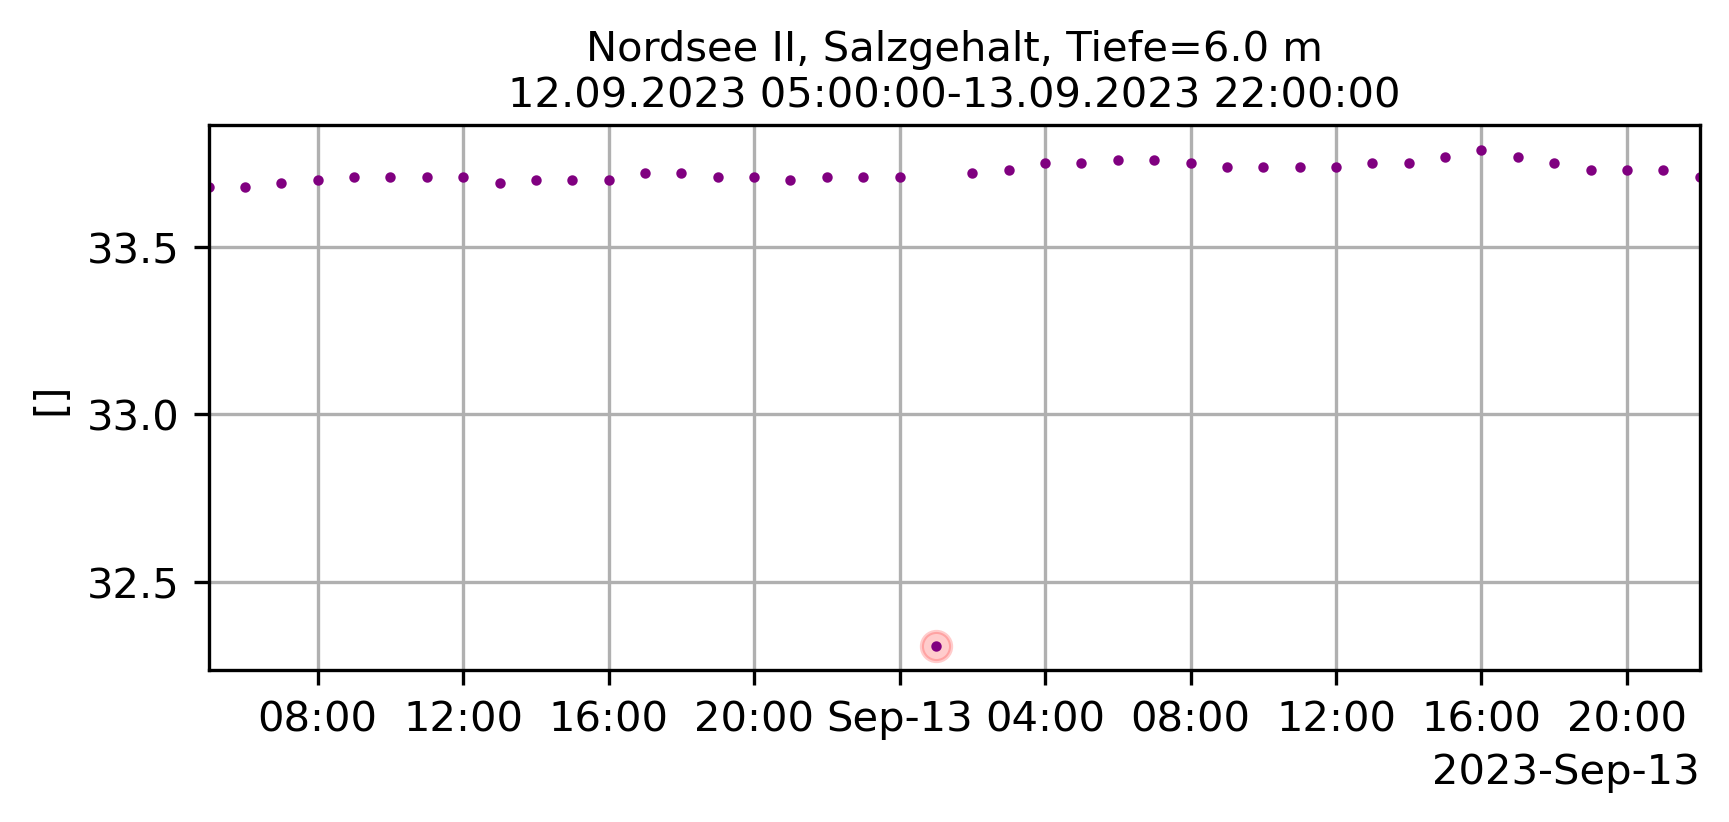 Nordsee II, Salzgehalt, Tiefe=6.0 m
12.09.2023 05:00:00-13.09.2023 22:00:00
33.5
[]
33.0
32.5
08:00 12:00 16:00 20:00 Sep-13 04:00 08:00 12:00 16:00 20:00
2023-Sep-13